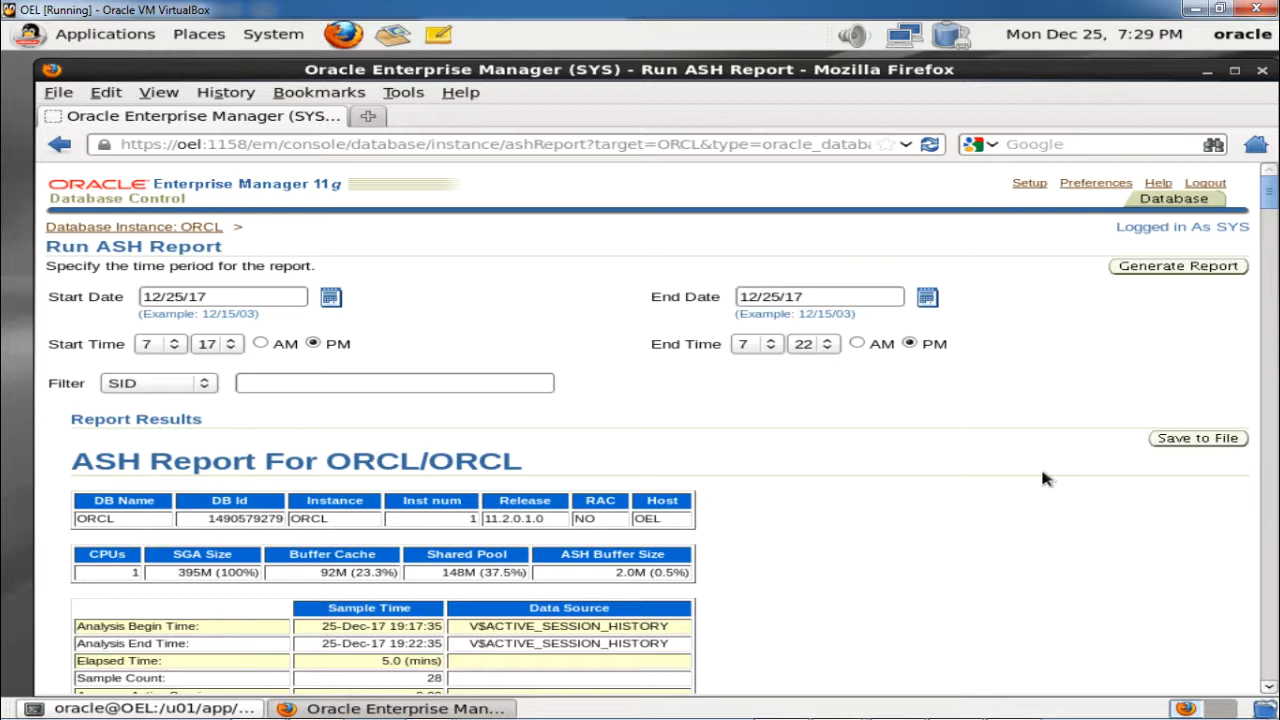 OEL [Running] - Oracle VM VirtualBox
Applications Places System Mon Dec 25, 7:29 PM oracle
Oracle Enterprise Manager (SYS) - Run ASH Report - Mozilla Firefox
File Edit View History Bookmarks Tools Help
Oracle Enterprise Manager (SYS...
https://oel:1158/em/console/database/instance/ashReport?target=ORCL&type=oracle_databa Google
ORACLE Enterprise Manager 11g Setup Preferences Help Logout
Database Control Database
Database Instance: ORCL > Logged in As SYS
Run ASH Report
Specify the time period for the report. Generate Report
Start Date 12/25/17 End Date 12/25/17
(Example: 12/15/03) (Example: 12/15/03)
Start Time 7 17 AM PM End Time 7 22 AM PM
Filter SID
Report Results
Save to File
ASH Report For ORCL/ORCL
DB Name DB Id Instance Inst num Release RAC Host
ORCL 1490579279 ORCL 1 11.2.0.1.0 NO OEL
CPUs SGA Size Buffer Cache Shared Pool ASH Buffer Size
1 395M (100%) 92M (23.3%) 148M (37.5%) 2.0M (0.5%)
Sample Time Data Source
Analysis Begin Time: 25-Dec-17 19:17:35 V$ACTIVE_SESSION_HISTORY
Analysis End Time: 25-Dec-17 19:22:35 V$ACTIVE_SESSION_HISTORY
Elapsed Time: 5.0 (mins)
Sample Count: 28
oracle@OEL:/u01/app/... Oracle Enterprise Man...